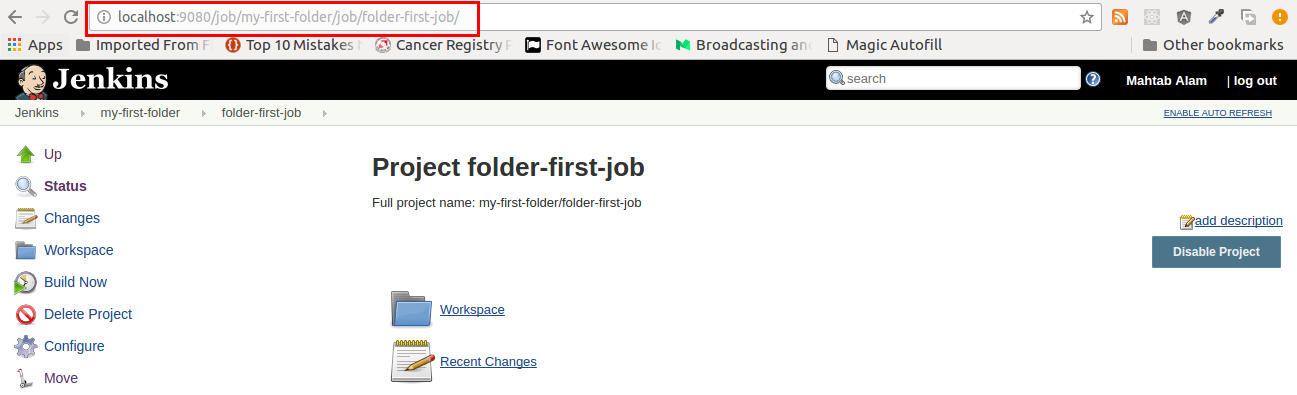 localhost:9080/job/my-first-folder/job/folder-first-job/
Apps Imported From F Top 10 Mistakes Cancer Registry Font Awesome Ic Broadcasting an Magic Autofill Other bookmarks
Jenkins search Mahtab Alam | log out
Jenkins my-first-folder folder-first-job ENABLE AUTO REFRESH
Up
Status
Changes
Workspace
Build Now
Delete Project
Configure
Move
Project folder-first-job
Full project name: my-first-folder/folder-first-job
add description
Disable Project
Workspace
Recent Changes